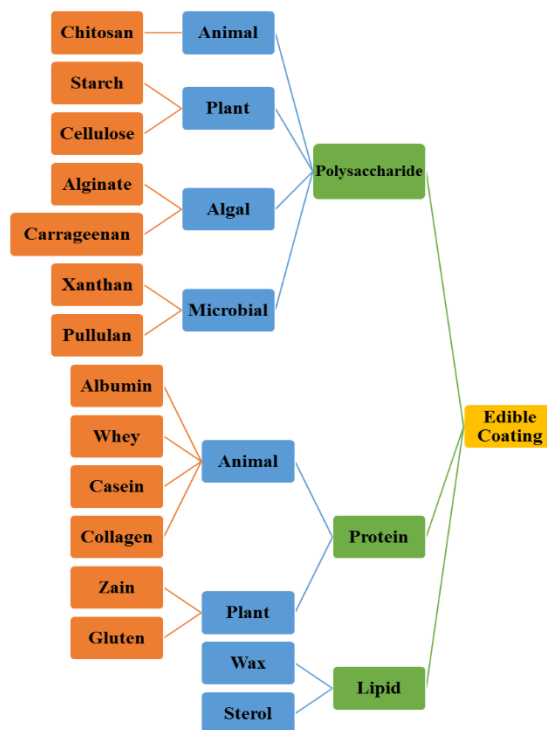 Chitosan
Animal
Starch
Plant
Cellulose
Polysaccharide
Alginate
Algal
Carrageenan
Xanthan
Microbial
Pullulan
Albumin
Whey
Animal
Casein
Collagen
Edible
Coating
Protein
Zain
Plant
Gluten
Wax
Lipid
Sterol